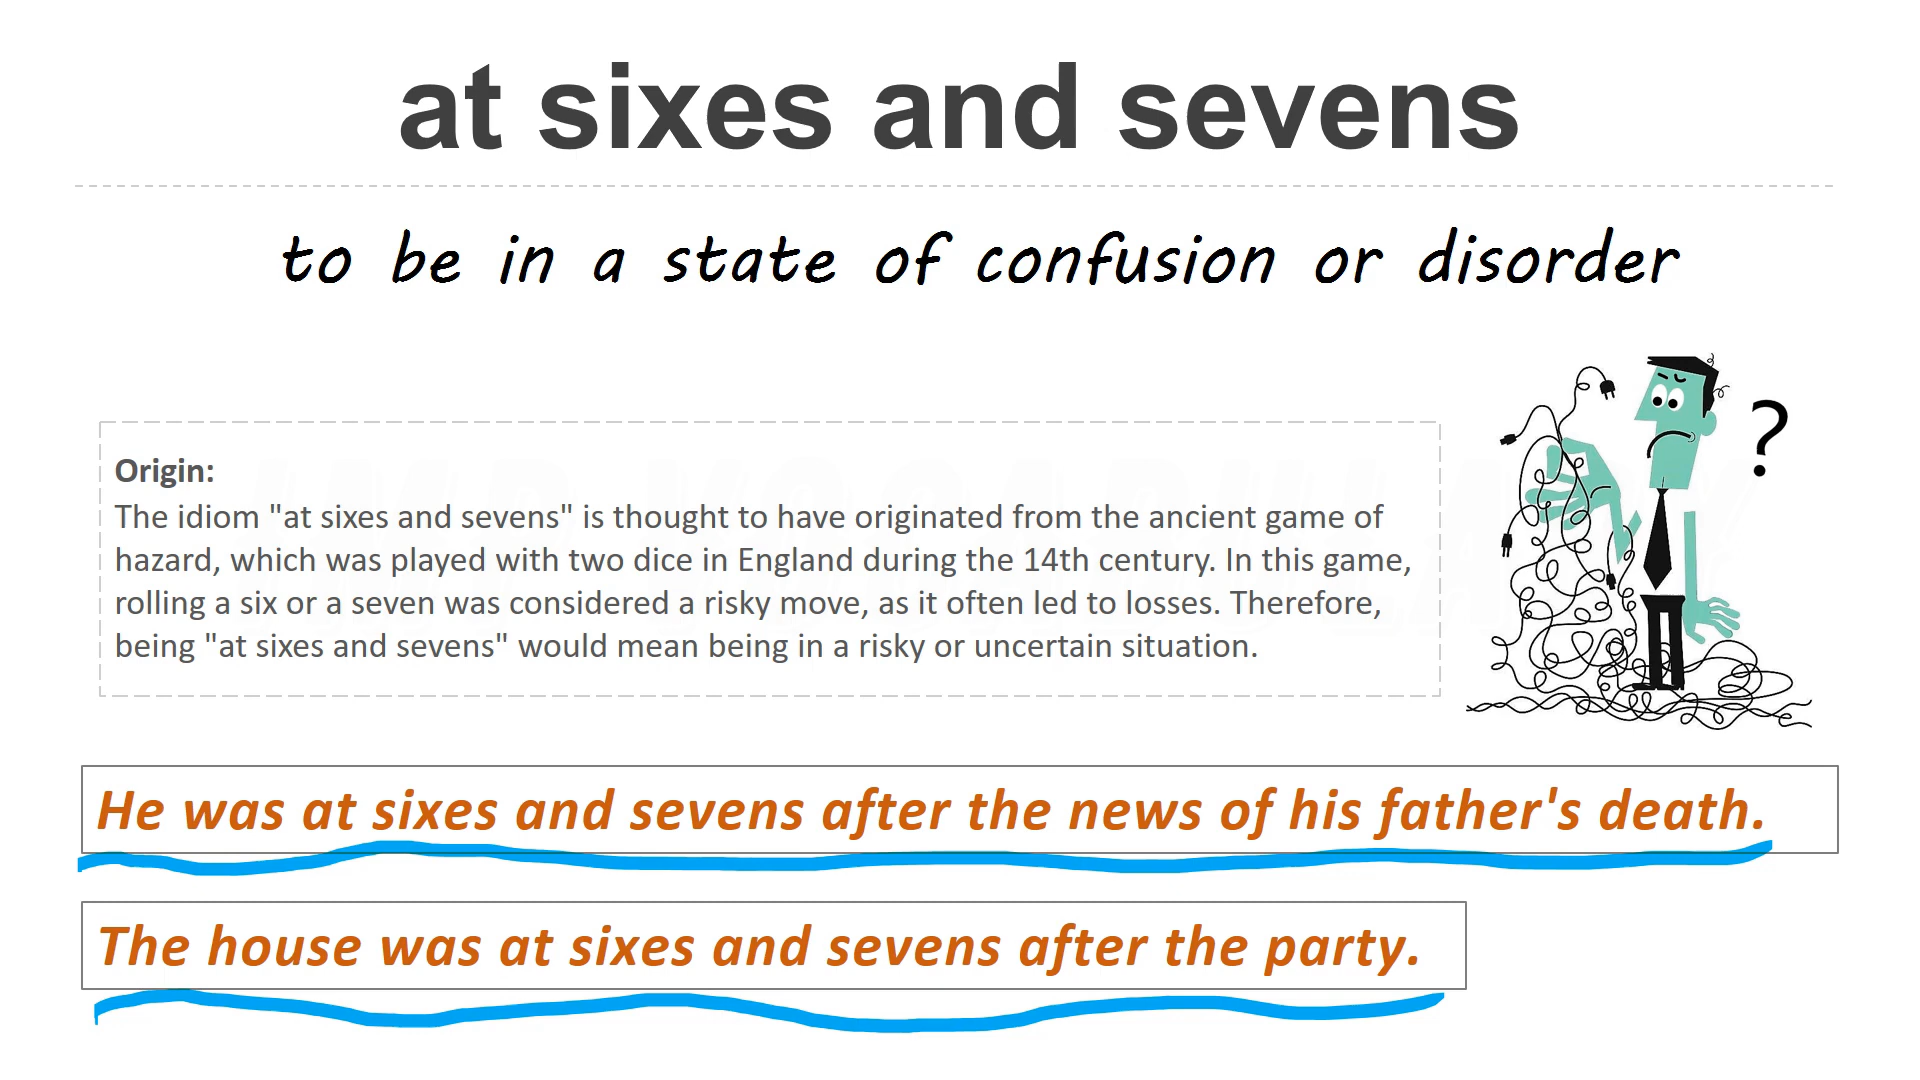 at sixes and sevens
to be in a state of confusion or disorder
Origin:
The idiom "at sixes and sevens" is thought to have originated from the ancient game of
hazard, which was played with two dice in England during the 14th century. In this game,
rolling a six or a seven was considered a risky move, as it often led to losses. Therefore,
being "at sixes and sevens" would mean being in a risky or uncertain situation.
?
He was at sixes and sevens after the news of his father's death.
The house was at sixes and sevens after the party.